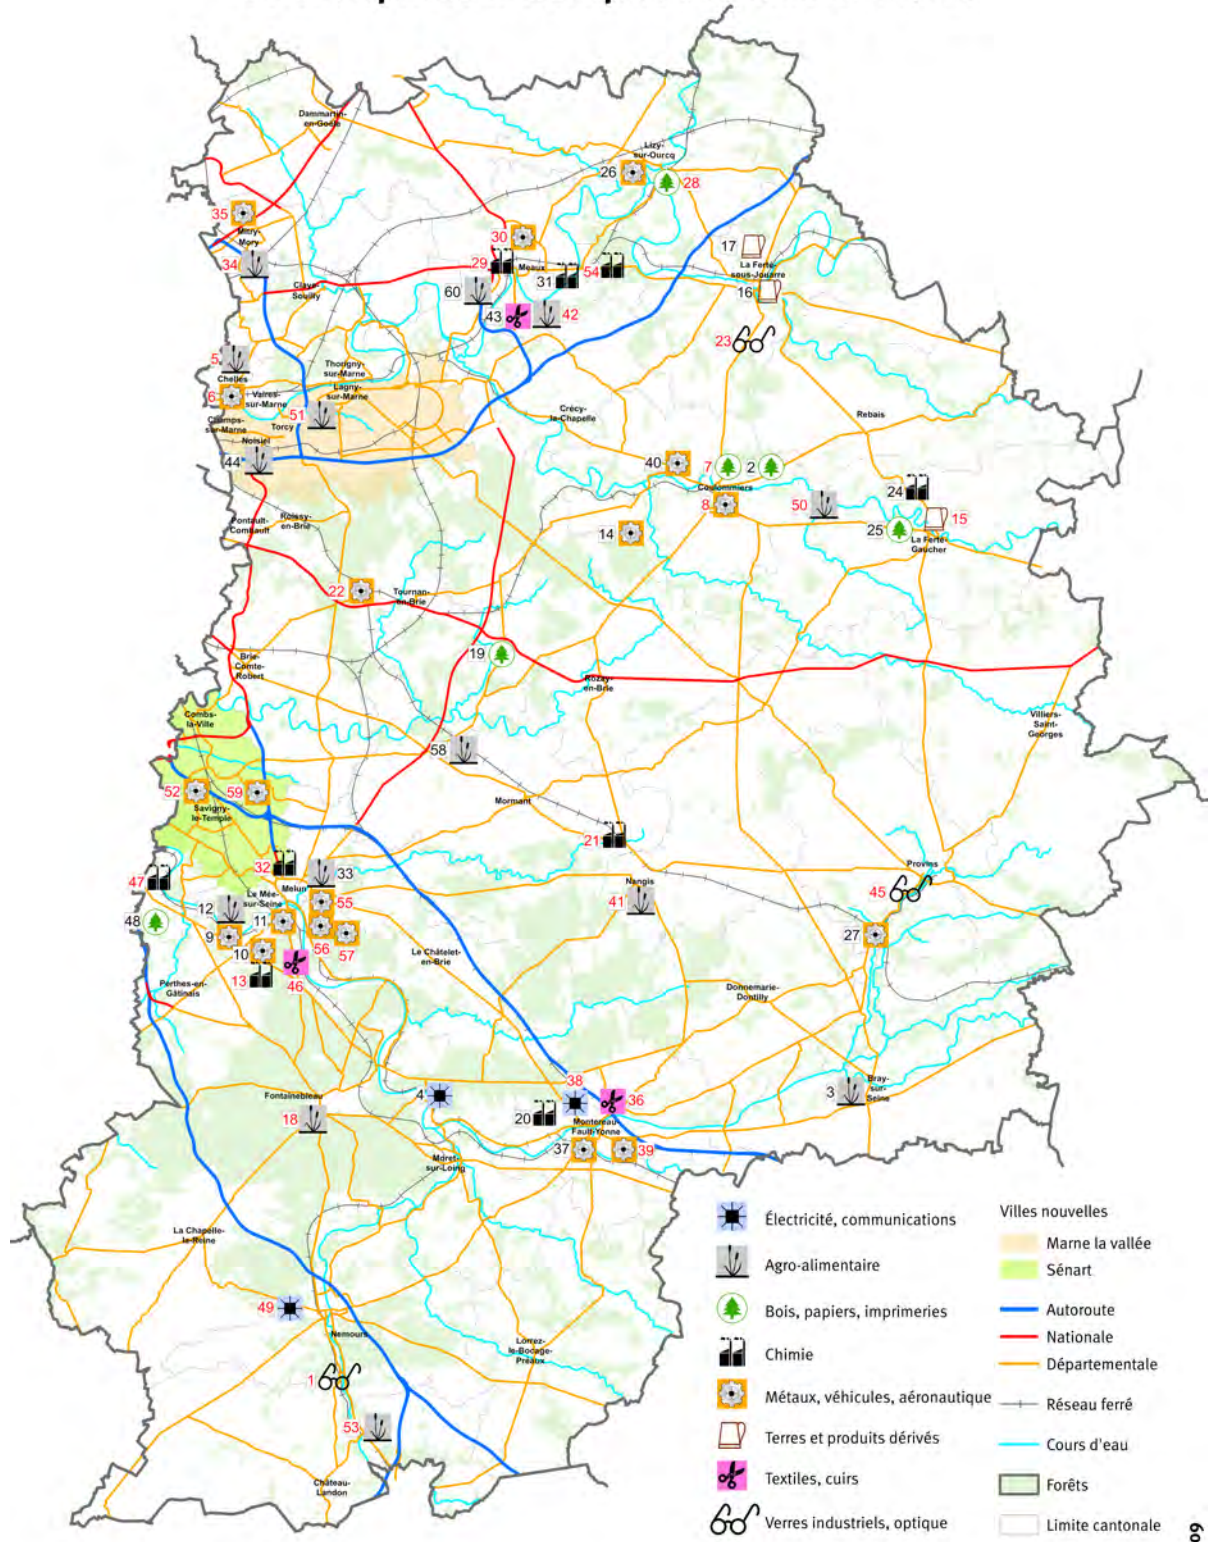 Dammartin-
en-Goële
Lizy-
sur-Ourcq
26
28
35
Mitry-
Mory
34
30
29
Meaux
31
54
17
La Ferté-
sous-Jouarre
16
Claye-
Souilly
60
43
42
23
5
Chelles
6
Vaires-
sur-Marne
Thorigny-
sur-Marne
Lagny-
sur-Marne
51
Torcy
Champs-
sur-Marne
Noisiel
44
Crécy-
la-Chapelle
Rebais
40
7
2
Coulommiers
8
50
24
25
15
La Ferté-
Gaucher
14
Pontault-
Combault
Roissy-
en-Brie
22
Tournan-
en-Brie
19
Brie-
Comte-
Robert
Rozay-
en-Brie
Combs-
la-Ville
Villiers-
Saint-
Georges
58
52
59
Savigny-
le-Temple
Mormant
21
47
32
33
Melun
Le Mée-
sur-Seine
Provins
45
Nangis
41
48
12
11
55
9
10
56
57
13
46
27
Le Châtelet-
en-Brie
Perthes-en-
Gâtinais
Donnemarie-
Dontilly
4
38
36
20
Montereau-
Fault-Yonne
3
Bray-
sur-
Seine
Fontainebleau
18
37
39
Moret-
sur-Loing
La Chapelle-
la-Reine
49
Nemours
Lorrez-
le-Bocage-
Préaux
1
53
Château-
Landon
Électricité, communications
Agro-alimentaire
Bois, papiers, imprimeries
Chimie
Métaux, véhicules, aéronautique
Terres et produits dérivés
Textiles, cuirs
Verres industriels, optique
Villes nouvelles
Marne la vallée
Sénart
Autoroute
Nationale
Départementale
Réseau ferré
Cours d'eau
Forêts
Limite cantonale
09